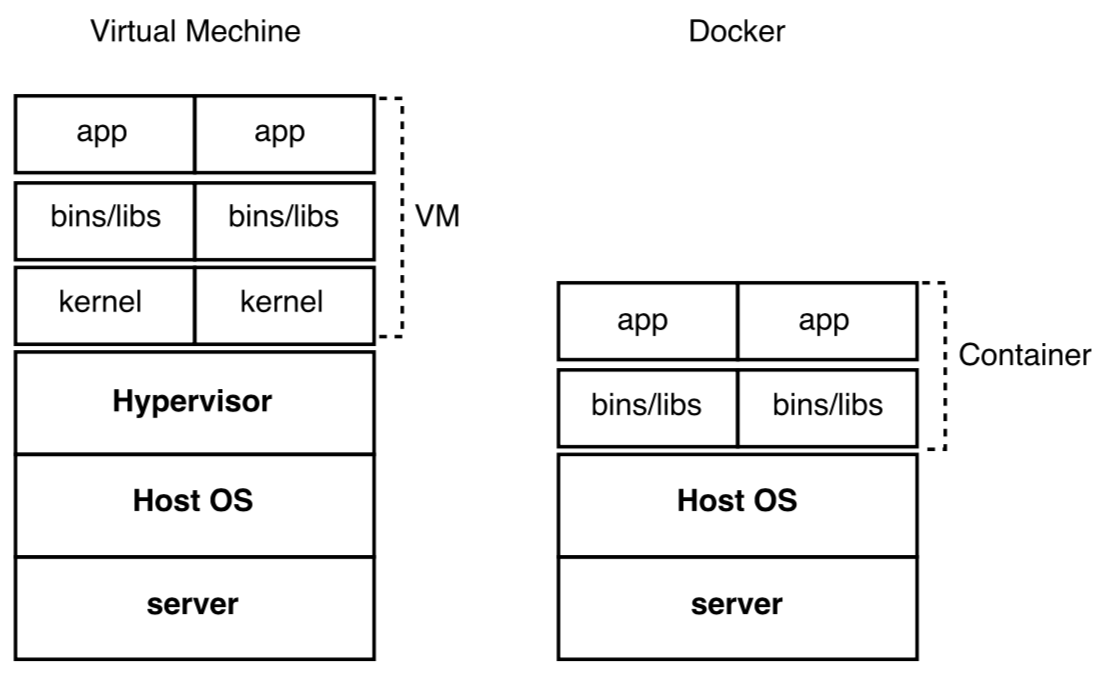 Virtual Mechine
app app
bins/libs bins/libs
kernel kernel
VM
Hypervisor
Host OS
server
Docker
app app
bins/libs bins/libs
Container
Host OS
server